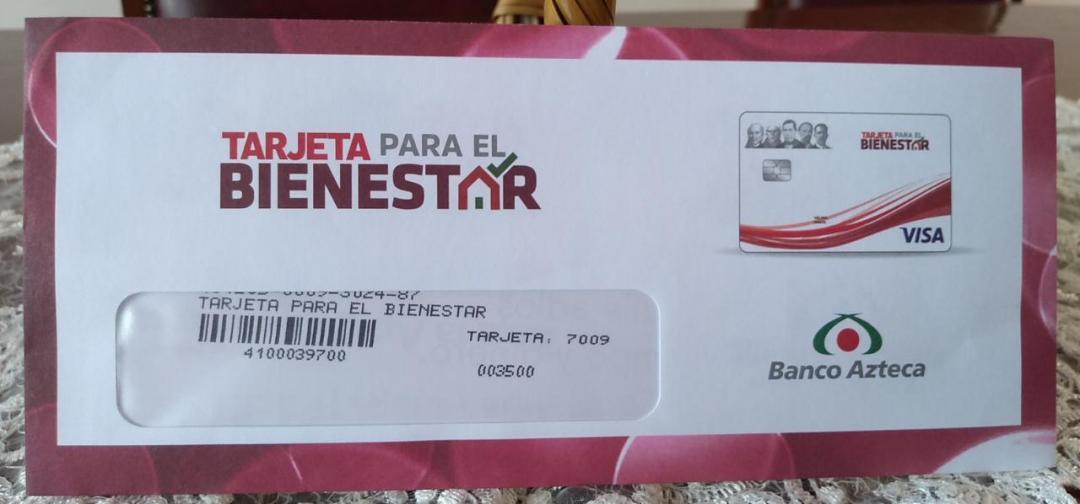 TARJETA PARA EL
BIENESTAR
TARJETA PARA EL
BIENESTAR
VISA
TARJETA PARA EL BIENESTAR
TARJETA: 7009
4100039700
003500
Banco Azteca